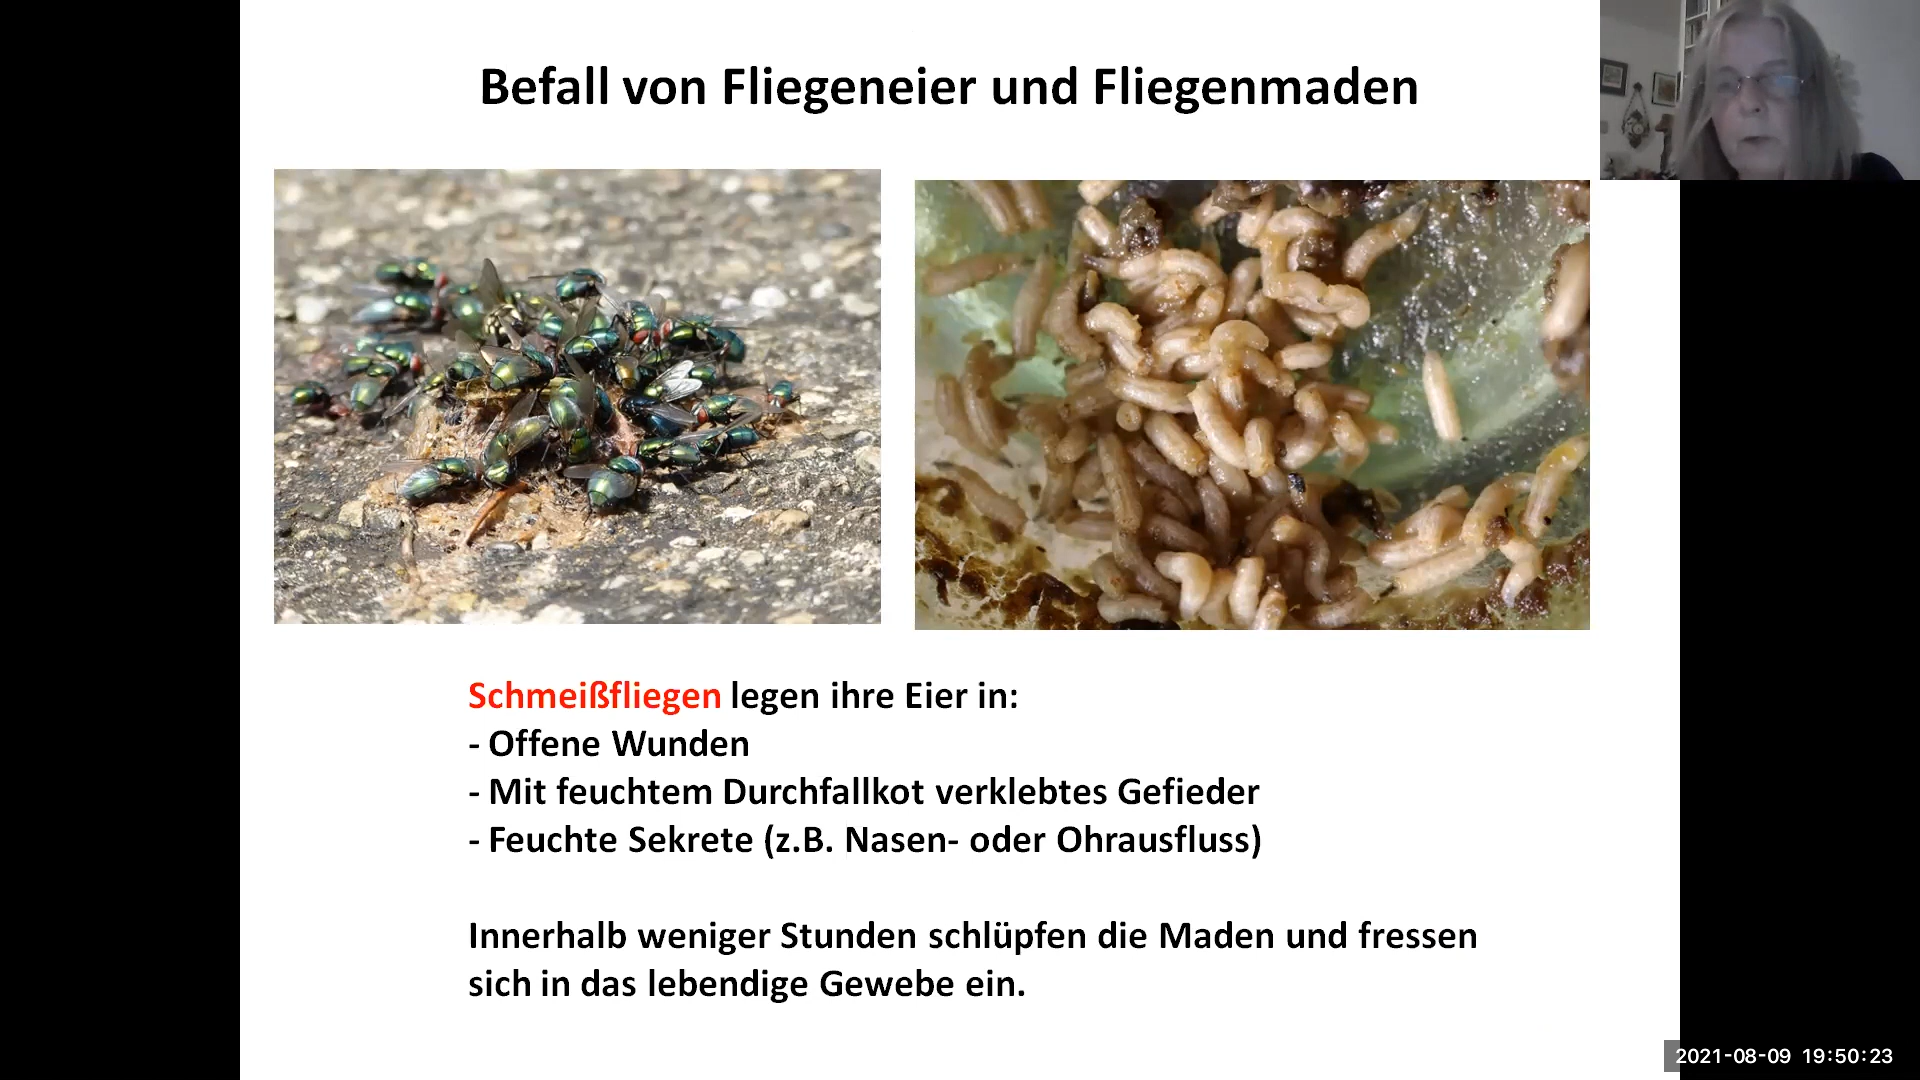 Befall von Fliegeneier und Fliegenmaden
Schmeißfliegen legen ihre Eier in:
- Offene Wunden
- Mit feuchtem Durchfallkot verklebtes Gefieder
- Feuchte Sekrete (z.B. Nasen- oder Ohrausfluss)
Innerhalb weniger Stunden schlüpfen die Maden und fressen
sich in das lebendige Gewebe ein.
2021-08-09 19:50:23